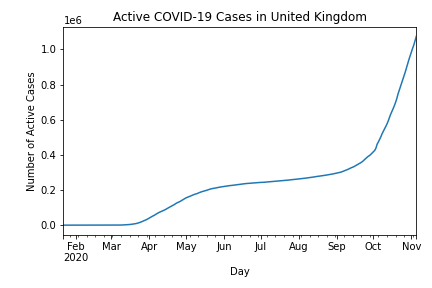 Active COVID-19 Cases in United Kingdom
1e6
1.0
0.8
0.6
0.4
0.2
0.0
Number of Active Cases
Feb Mar Apr May Jun Jul Aug Sep Oct Nov
2020
Day